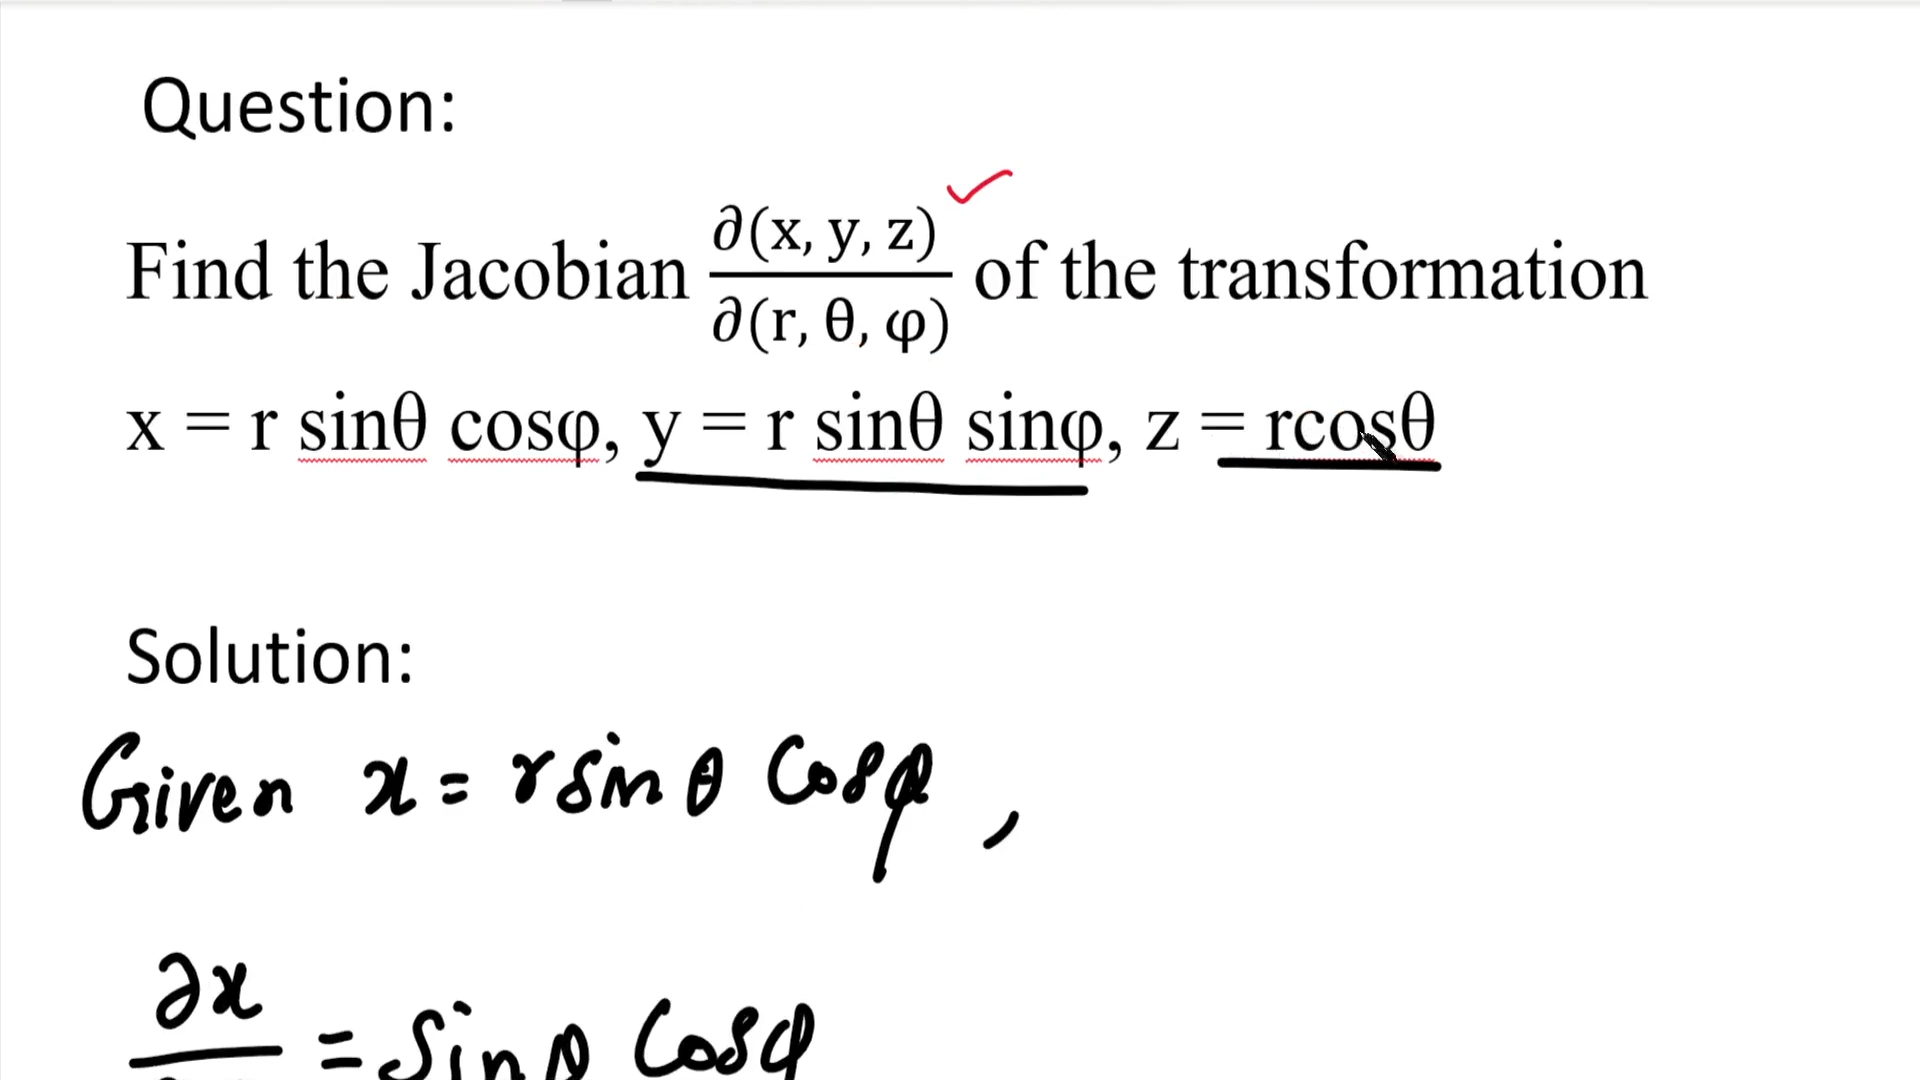 Question:
Find the Jacobian ∂(x, y, z)/∂(r, θ, φ) of the transformation
x = r sinθ cosφ, y = r sinθ sinφ, z = rcosθ
Solution:
Given x = r sin θ Cos φ ,
∂x
= Sin θ Cos φ